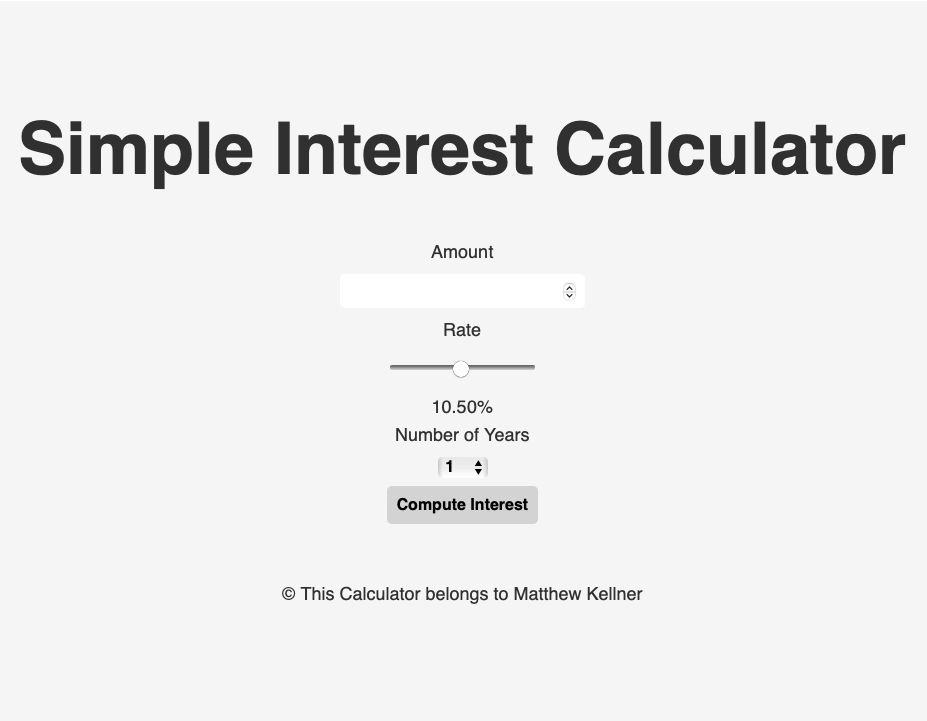 Simple Interest Calculator
Amount
Rate
10.50%
Number of Years
1
Compute Interest
© This Calculator belongs to Matthew Kellner